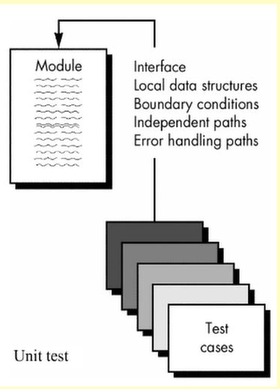 Module
Interface
Local data structures
Boundary conditions
Independent paths
Error handling paths
Test
cases
Unit test